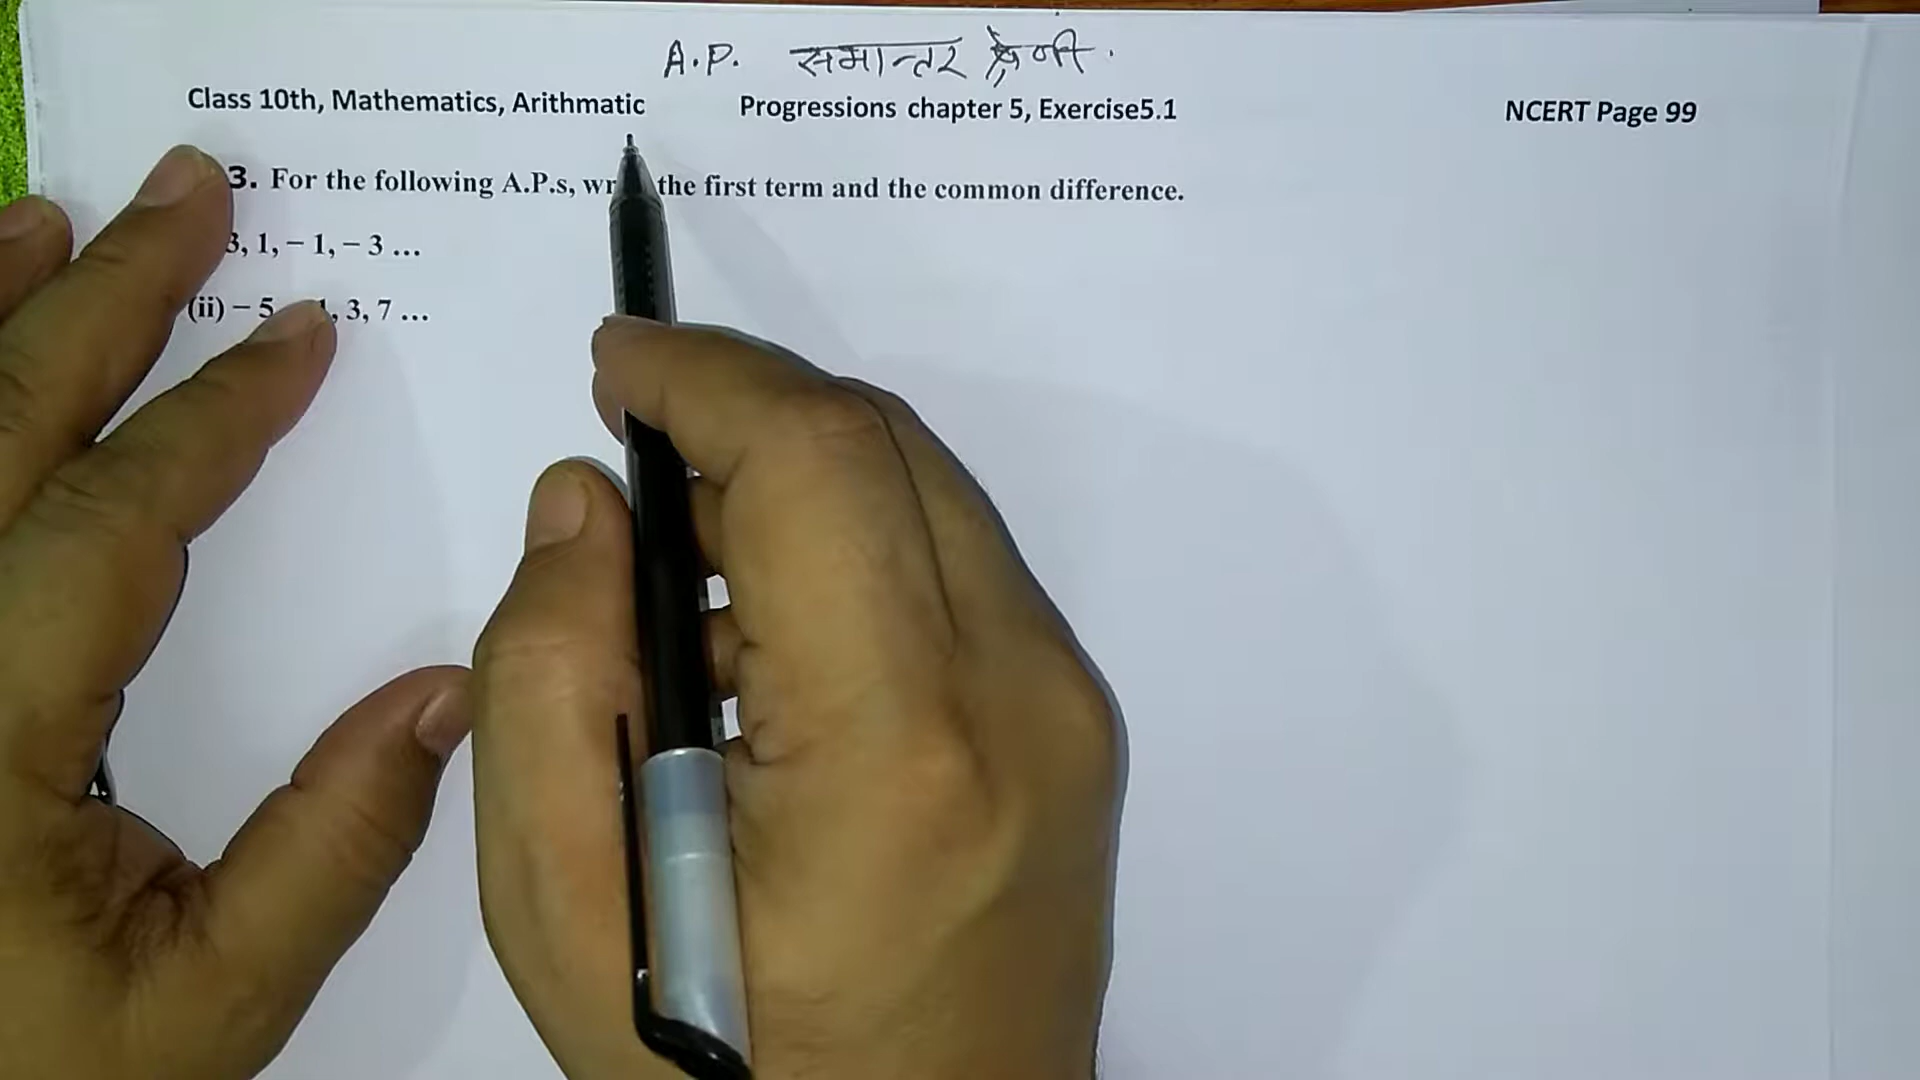 A.P. समान्तर श्रेणी.
Class 10th, Mathematics, Arithmatic Progressions chapter 5, Exercise5.1 NCERT Page 99
3. For the following A.P.s, the first term and the common difference.
3, 1, – 1, – 3 ...
(ii) – 5 , 3, 7 ...